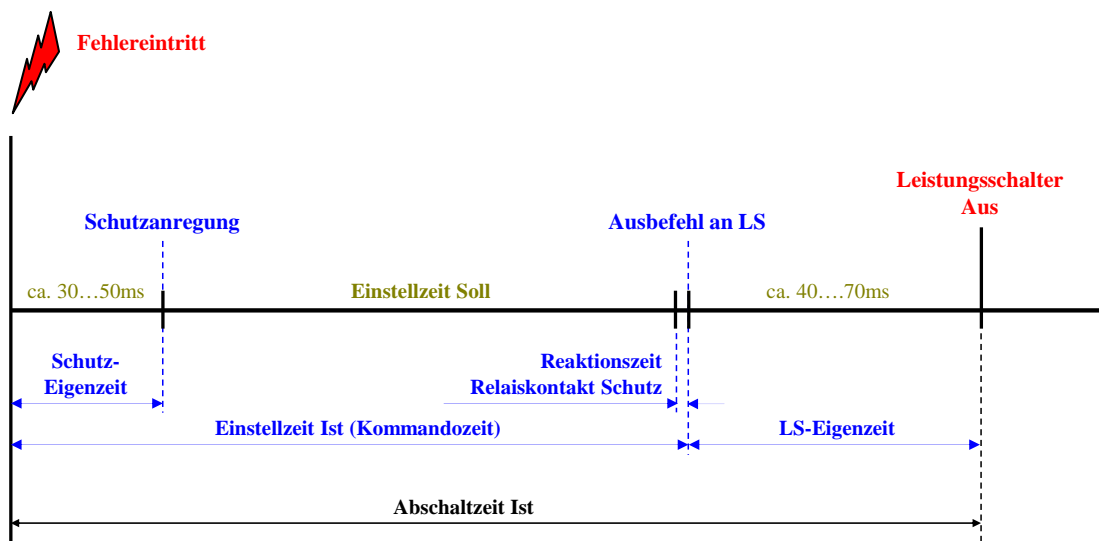 Fehlereintritt
Leistungsschalter
Aus
Schutzanregung
Ausbefehl an LS
ca. 30…50ms
Einstellzeit Soll
ca. 40….70ms
Schutz-
Eigenzeit
Reaktionszeit
Relaiskontakt Schutz
Einstellzeit Ist (Kommandozeit)
LS-Eigenzeit
Abschaltzeit Ist